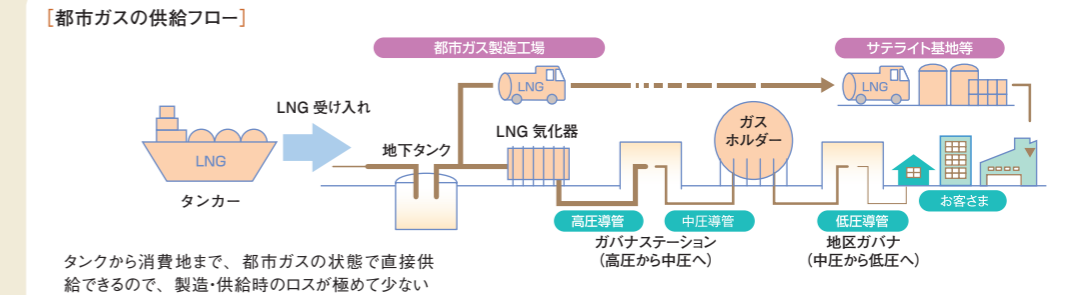 ［都市ガスの供給フロー］
都市ガス製造工場
サテライト基地等
LNG
LNG
LNG 受け入れ
LNG 気化器
ガス
ホルダー
地下タンク
LNG
タンカー
お客さま
高圧導管
中圧導管
低圧導管
ガバナステーション
（高圧から中圧へ）
地区ガバナ
（中圧から低圧へ）
タンクから消費地まで、都市ガスの状態で直接供
給できるので、製造・供給時のロスが極めて少ない